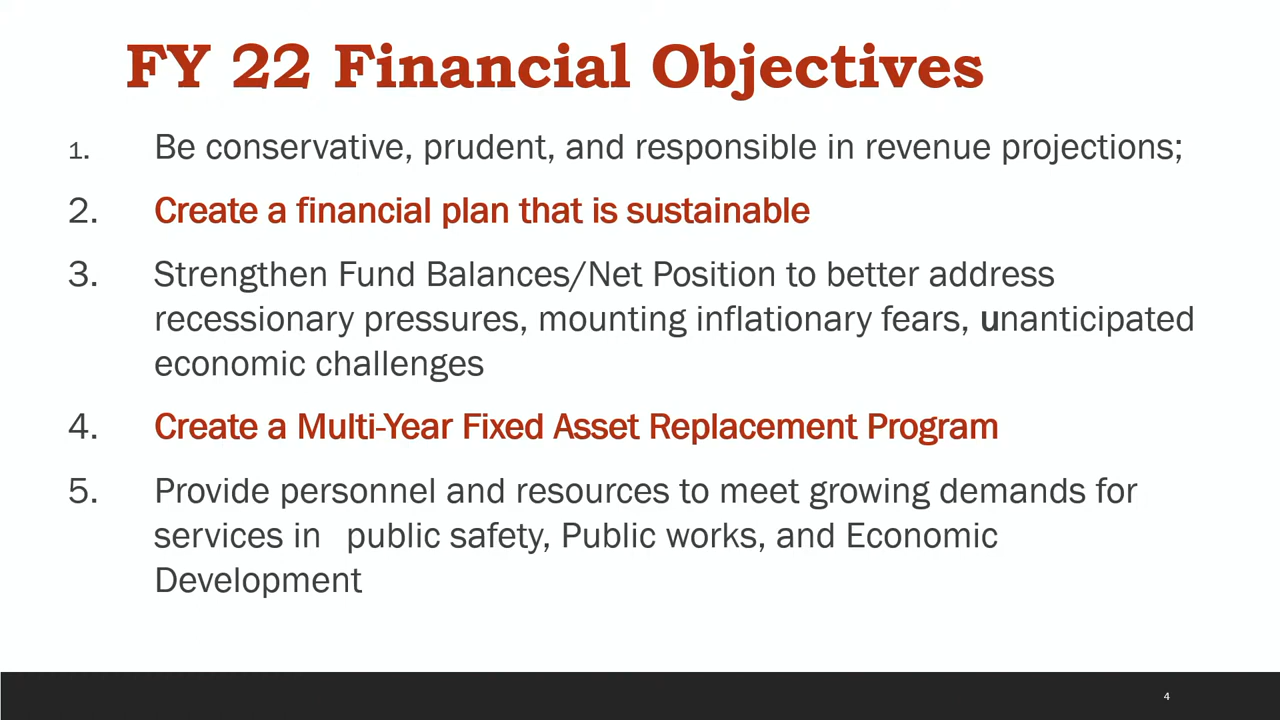 FY 22 Financial Objectives
1. Be conservative, prudent, and responsible in revenue projections;
2. Create a financial plan that is sustainable
3. Strengthen Fund Balances/Net Position to better address
recessionary pressures, mounting inflationary fears, unanticipated
economic challenges
4. Create a Multi-Year Fixed Asset Replacement Program
5. Provide personnel and resources to meet growing demands for
services in public safety, Public works, and Economic
Development
4